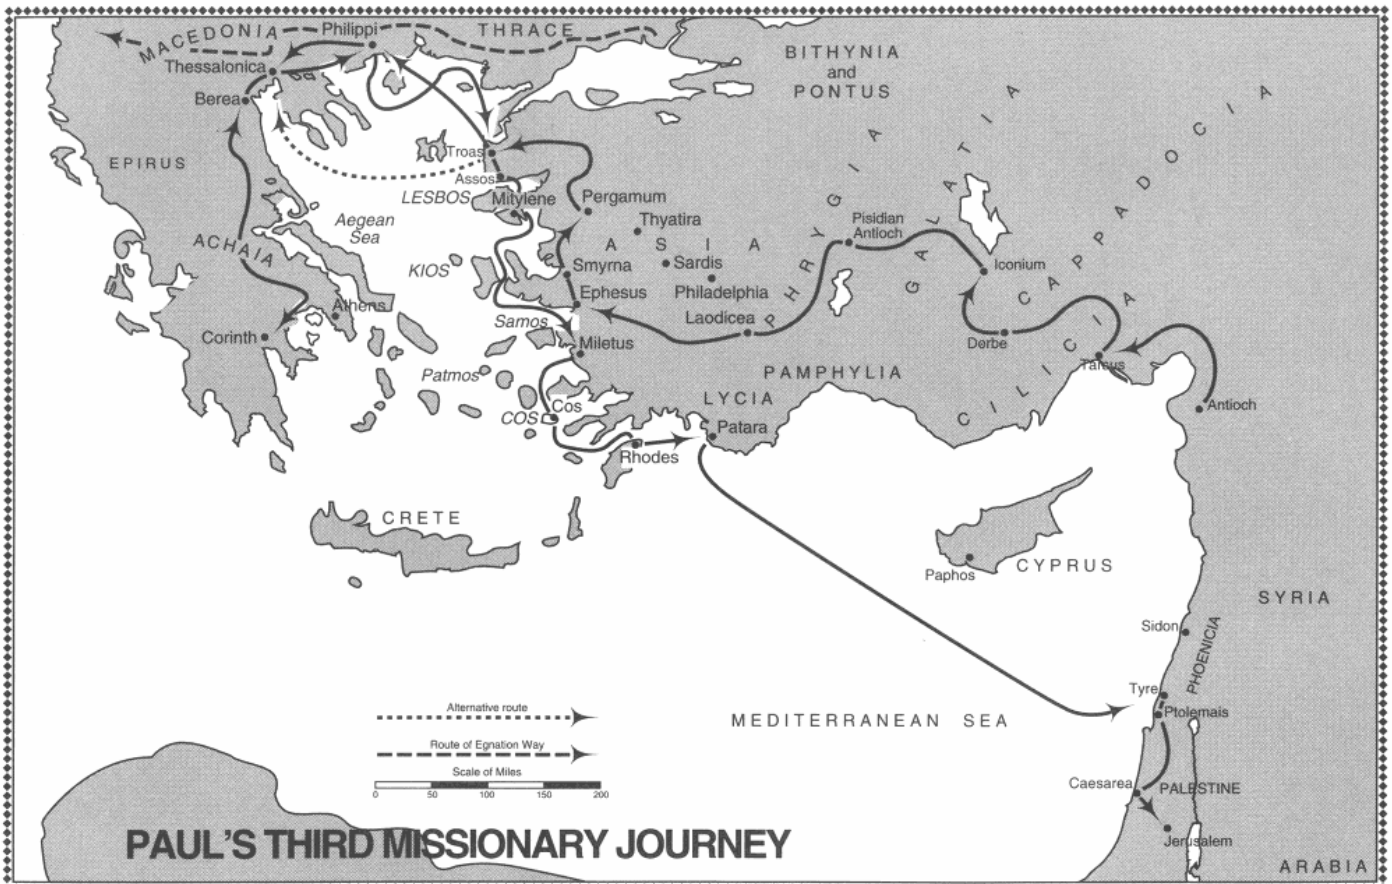 MACEDONIA
Philippi
THRACE
Thessalonica
Berea
BITHYNIA
and
PONTUS
EPIRUS
Troas
Assos
LESBOS
Mitylene
Pergamum
Thyatira
Aegean
Sea
ACHAIA
KIOS
ASIA
Smyrna
Sardis
Philadelphia
Ephesus
Laodicea
PHRYGIA
Pisidian
Antioch
GALATIA
CAPPADOCIA
Iconium
Derbe
CILICIA
Tarsus
Antioch
Athens
Corinth
Samos
Miletus
Patmos
PAMPHYLIA
LYCIA
COS
Cos
Patara
Rhodes
CRETE
Paphos
CYPRUS
SYRIA
Sidon
PHOENICIA
Tyre
Ptolemais
MEDITERRANEAN SEA
Caesarea
PALESTINE
Jerusalem
ARABIA
Alternative route
Route of Egnation Way
Scale of Miles
0 50 100 150 200
PAUL'S THIRD MISSIONARY JOURNEY